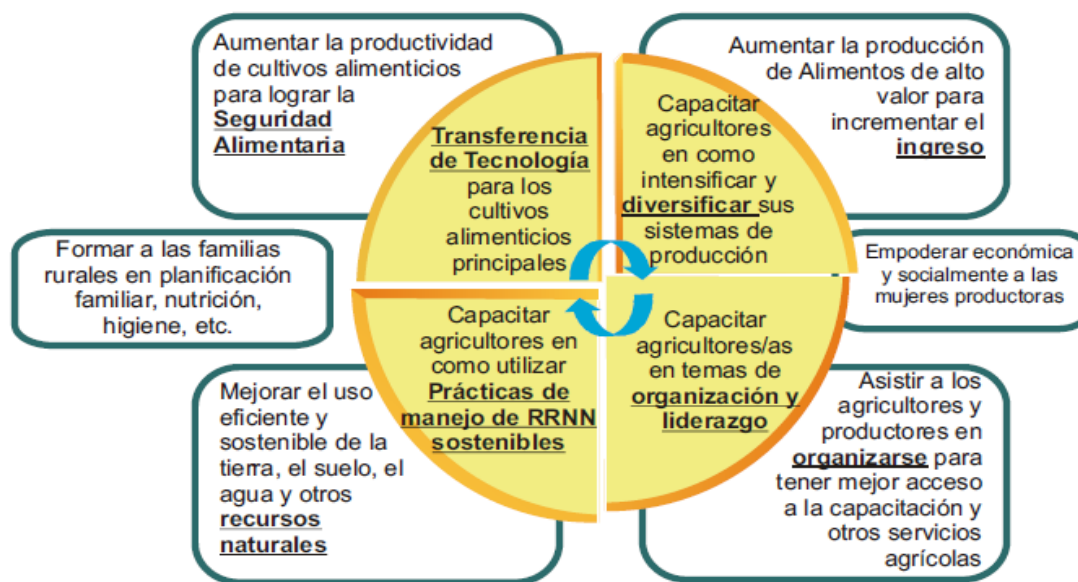 Aumentar la productividad
de cultivos alimenticios
para lograr la
Seguridad
Alimentaria
Transferencia
de Tecnología
para los
cultivos
alimenticios
principales
Capacitar
agricultores
en como
intensificar y
diversificar sus
sistemas de
producción
Aumentar la producción
de Alimentos de alto
valor para
incrementar el
ingreso
Formar a las familias
rurales en planificación
familiar, nutrición,
higiene, etc.
Empoderar económica
y socialmente a las
mujeres productoras
Mejorar el uso
eficiente y
sostenible de la
tierra, el suelo, el
agua y otros
recursos
naturales
Capacitar
agricultores en
como utilizar
Prácticas de
manejo de RRNN
sostenibles
Capacitar
agricultores/as
en temas de
organización y
liderazgo
Asistir a los
agricultores y
productores en
organizarse para
tener mejor acceso
a la capacitación y
otros servicios
agrícolas